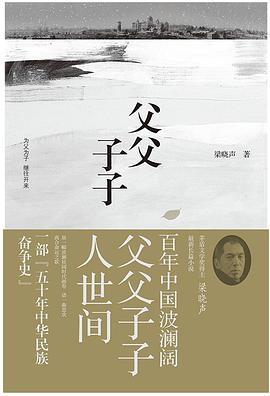 父父
子子
梁晓声 著
为父为子 继往开来
茅盾文学奖得主 梁晓声
最新长篇小说
百年中国波澜阔
父父子子
人世间
一部『五十年中华民族
奋争史』